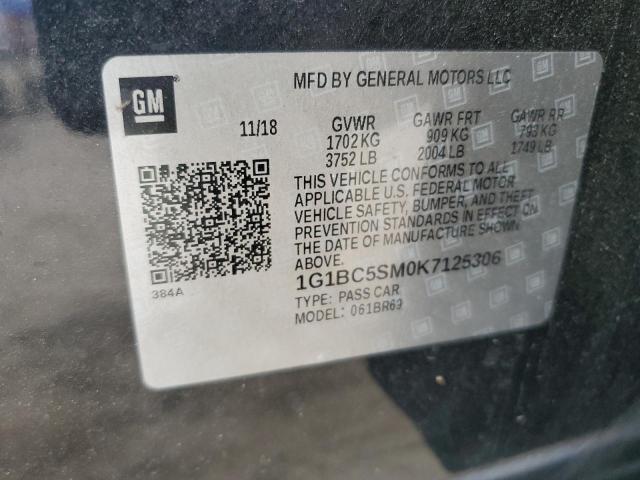 GM
MFD BY GENERAL MOTORS LLC
11/18 GVWR GAWR FRT GAWR RR
1702 KG 909 KG 793 KG
3752 LB 2004 LB 1749 LB
THIS VEHICLE CONFORMS TO ALL
APPLICABLE U.S. FEDERAL MOTOR
VEHICLE SAFETY, BUMPER, AND THEFT
PREVENTION STANDARDS IN EFFECT ON
THE DATE OF MANUFACTURE SHOWN
ABOVE.
1G1BC5SM0K7125306
TYPE: PASS CAR
MODEL: 061BR69
384A